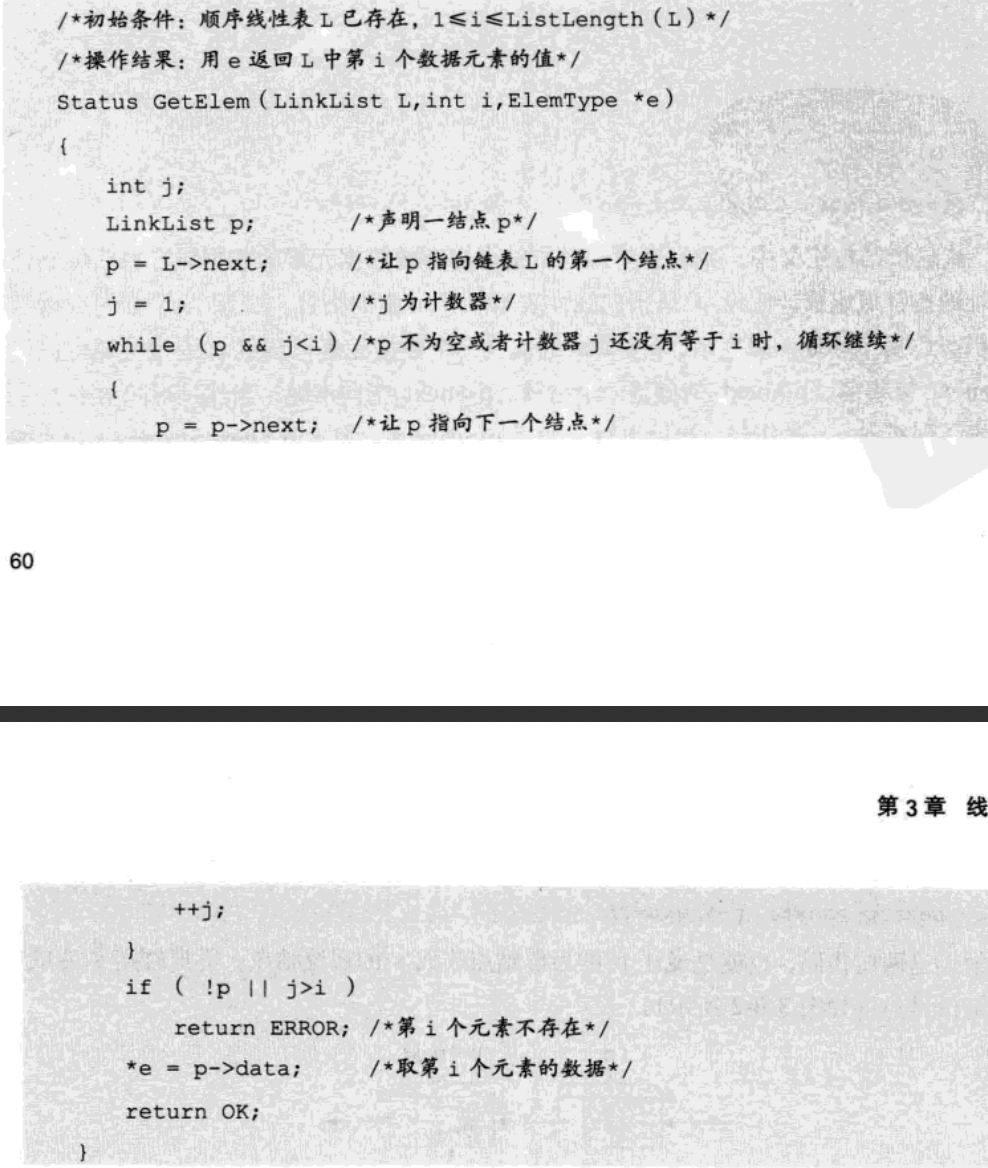 /*初始条件：顺序线性表 L 已存在，1≤i≤ListLength（L）*/
/*操作结果：用 e 返回 L 中第 i 个数据元素的值*/
Status GetElem（LinkList L,int i,ElemType *e）
{
int j;
LinkList p; /*声明一结点 p*/
p = L->next; /*让 p 指向链表 L 的第一个结点*/
j = 1; /*j 为计数器*/
while （p && j<i）/*p 不为空或者计数器 j 还没有等于 i 时，循环继续*/
{
p = p->next; /*让 p 指向下一个结点*/
60
第 3 章 线
++j;
}
if （ !p || j>i ）
return ERROR; /*第 i 个元素不存在*/
*e = p->data; /*取第 i 个元素的数据*/
return OK;
}